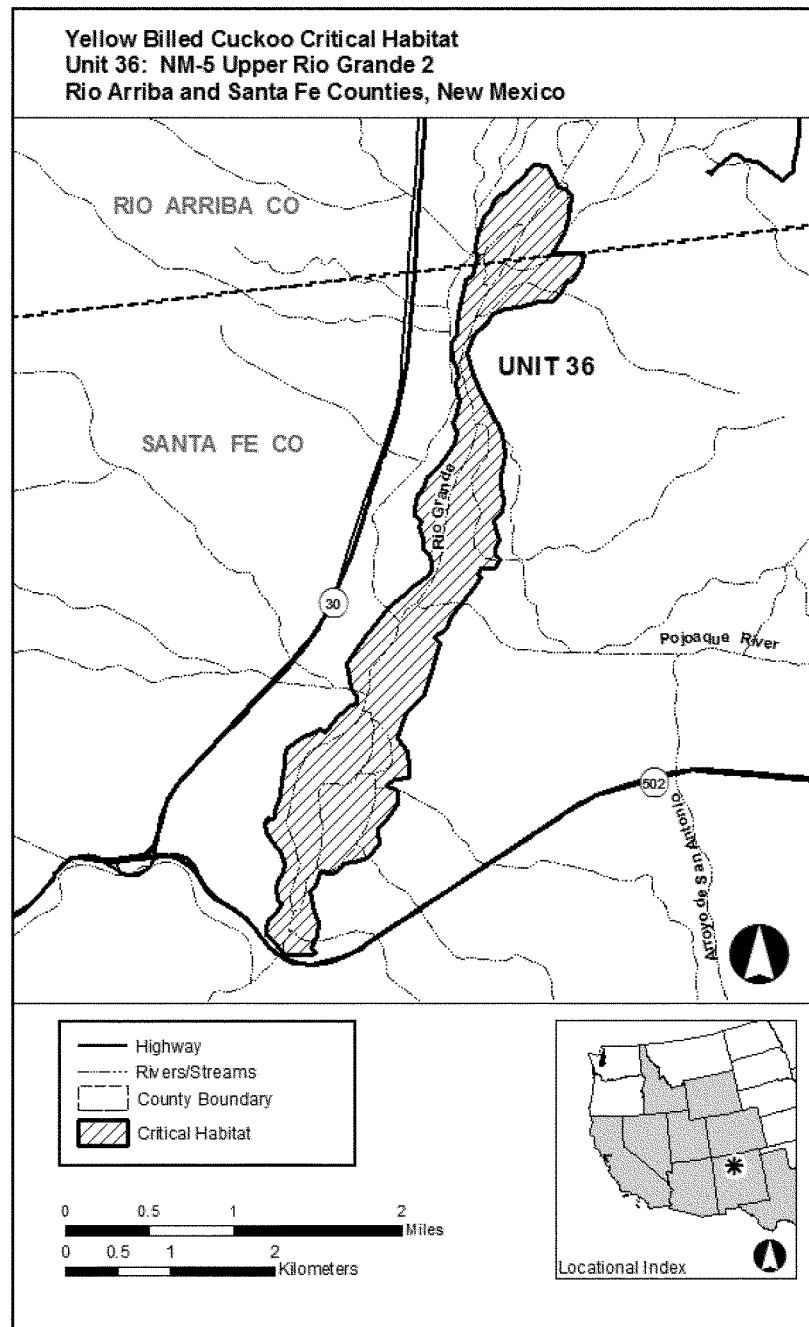 Yellow Billed Cuckoo Critical Habitat
Unit 36: NM-5 Upper Rio Grande 2
Rio Arriba and Santa Fe Counties, New Mexico
RIO ARRIBA CO
UNIT 36
SANTA FE CO
Rio Grande
30
Pojoaque River
502
Arroyo de San Antonio
Highway
Rivers/Streams
County Boundary
Critical Habitat
0 0.5 1 2
Miles
0 0.5 1 2
Kilometers
Locational Index